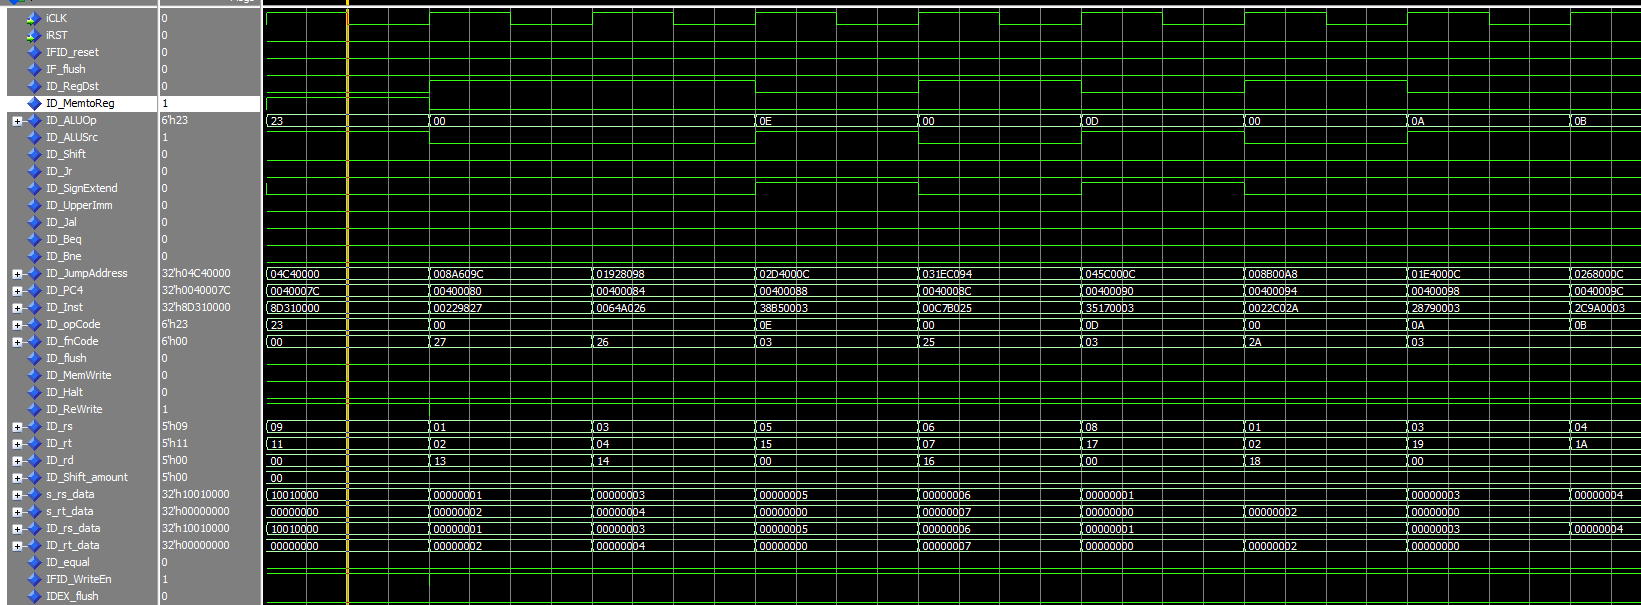 iCLK 0
iRST 0
IFID_reset 0
IF_flush 0
ID_RegDst 0
ID_MemtoReg 1
ID_ALUOp 6'h23 23 00 0E 00 0D 00 0A 0B
ID_ALUSrc 1
ID_Shift 0
ID_Jr 0
ID_SignExtend 0
ID_UpperImm 0
ID_Jal 0
ID_Beq 0
ID_Bne 0
ID_JumpAddress 32'h04C40000 04C40000 008A609C 01928098 02D4000C 031EC094 045C000C 008B00A8 01E4000C 0268000C
ID_PC4 32'h0040007C 0040007C 00400080 00400084 00400088 0040008C 00400090 00400094 00400098 0040009C
ID_Inst 32'h8D310000 8D310000 00229827 0064A026 38B50003 00C7B025 35170003 0022C02A 28790003 2C9A0003
ID_opCode 6'h23 23 00 0E 00 0D 00 0A 0B
ID_fnCode 6'h00 00 27 26 03 25 03 2A 03
ID_flush 0
ID_MemWrite 0
ID_Halt 0
ID_ReWrite 1
ID_rs 5'h09 09 01 03 05 06 08 01 03 04
ID_rt 5'h11 11 02 04 15 07 17 02 19 1A
ID_rd 5'h00 00 13 14 00 16 00 18 00
ID_Shift_amount 5'h00 00
s_rs_data 32'h10010000 10010000 00000001 00000003 00000005 00000006 00000001 00000003 00000004
s_rt_data 32'h00000000 00000000 00000002 00000004 00000000 00000007 00000000 00000002 00000000
ID_rs_data 32'h10010000 10010000 00000001 00000003 00000005 00000006 00000001 00000003 00000004
ID_rt_data 32'h00000000 00000000 00000002 00000004 00000000 00000007 00000000 00000002 00000000
ID_equal 0
IFID_WriteEn 1
IDEX_flush 0